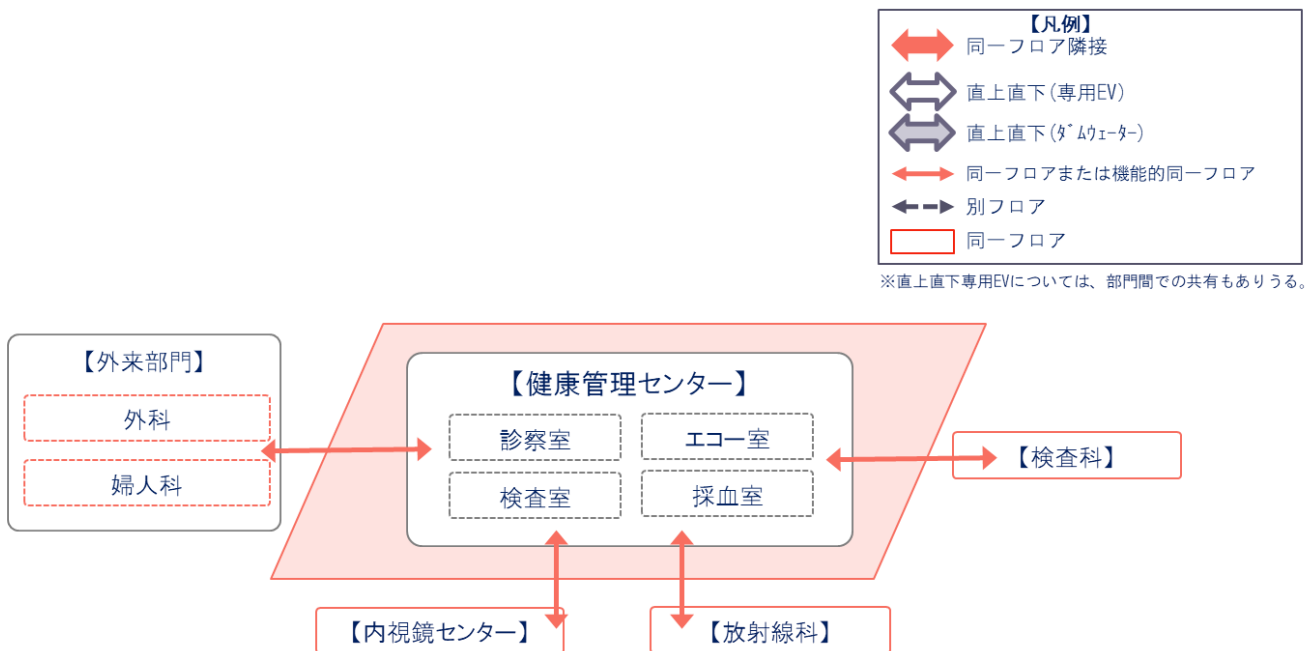 【凡例】
同一フロア隣接
直上直下(専用EV)
直上直下(ﾀﾞﾑｳｪｰﾀｰ)
同一フロアまたは機能的同一フロア
別フロア
同一フロア
※直上直下専用EVについては、部門間での共有もありうる。
【外来部門】
外科
婦人科
【健康管理センター】
診察室
エコー室
検査室
採血室
【検査科】
【内視鏡センター】
【放射線科】